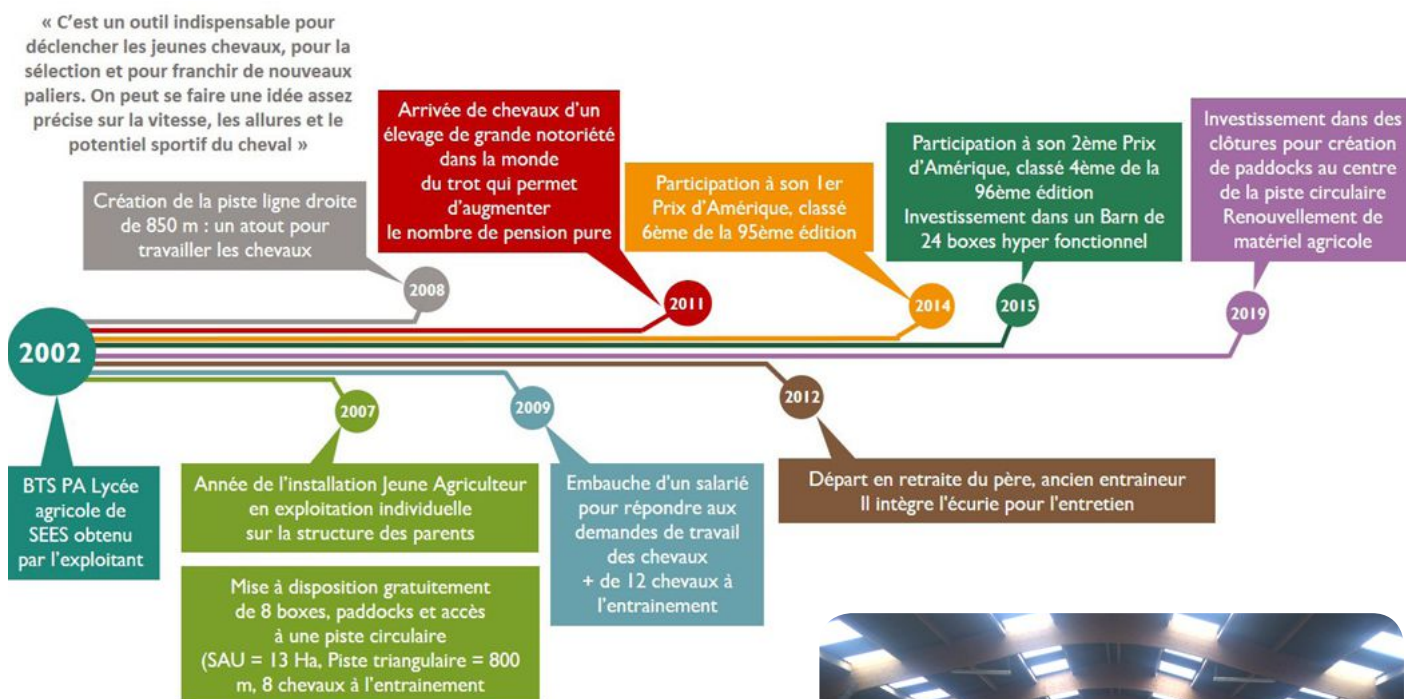 « C'est un outil indispensable pour
déclencher les jeunes chevaux, pour la
sélection et pour franchir de nouveaux
paliers. On peut se faire une idée assez
précise sur la vitesse, les allures et le
potentiel sportif du cheval »
Création de la piste ligne droite
de 850 m : un atout pour
travailler les chevaux
2008
Arrivée de chevaux d'un
élevage de grande notoriété
dans la monde
du trot qui permet
d'augmenter
le nombre de pension pure
2011
Participation à son 1er
Prix d'Amérique, classé
6ème de la 95ème édition
2014
Participation à son 2ème Prix
d'Amérique, classé 4ème de la
96ème édition
Investissement dans un Barn de
24 boxes hyper fonctionnel
2015
Investissement dans des
clôtures pour création
de paddocks au centre
de la piste circulaire
Renouvellement de
matériel agricole
2019
2002
BTS PA Lycée
agricole de
SEES obtenu
par l'exploitant
2007
Année de l'installation Jeune Agriculteur
en exploitation individuelle
sur la structure des parents
Mise à disposition gratuitement
de 8 boxes, paddocks et accès
à une piste circulaire
(SAU = 13 Ha, Piste triangulaire = 800
m, 8 chevaux à l'entrainement
2009
Embauche d'un salarié
pour répondre aux
demandes de travail
des chevaux
+ de 12 chevaux à
l'entrainement
2012
Départ en retraite du père, ancien entraineur
Il intègre l'écurie pour l'entretien